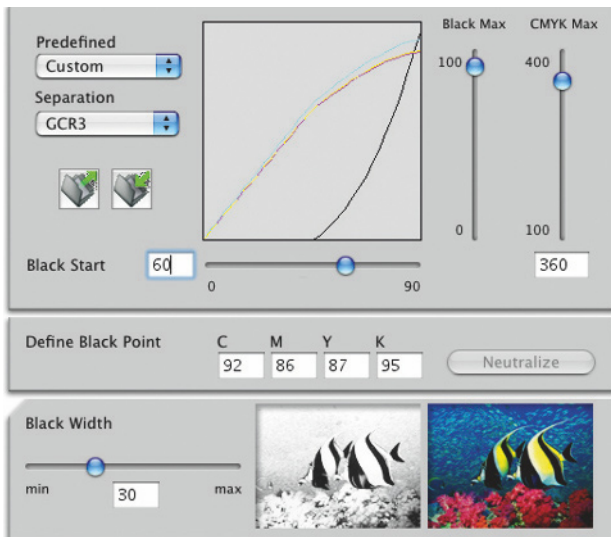 Predefined
Custom
Separation
GCR3
Black Start 60
0 90
Black Max CMYK Max
100 400
0 100
360
Define Black Point
C M Y K
92 86 87 95
Neutralize
Black Width
min 30 max